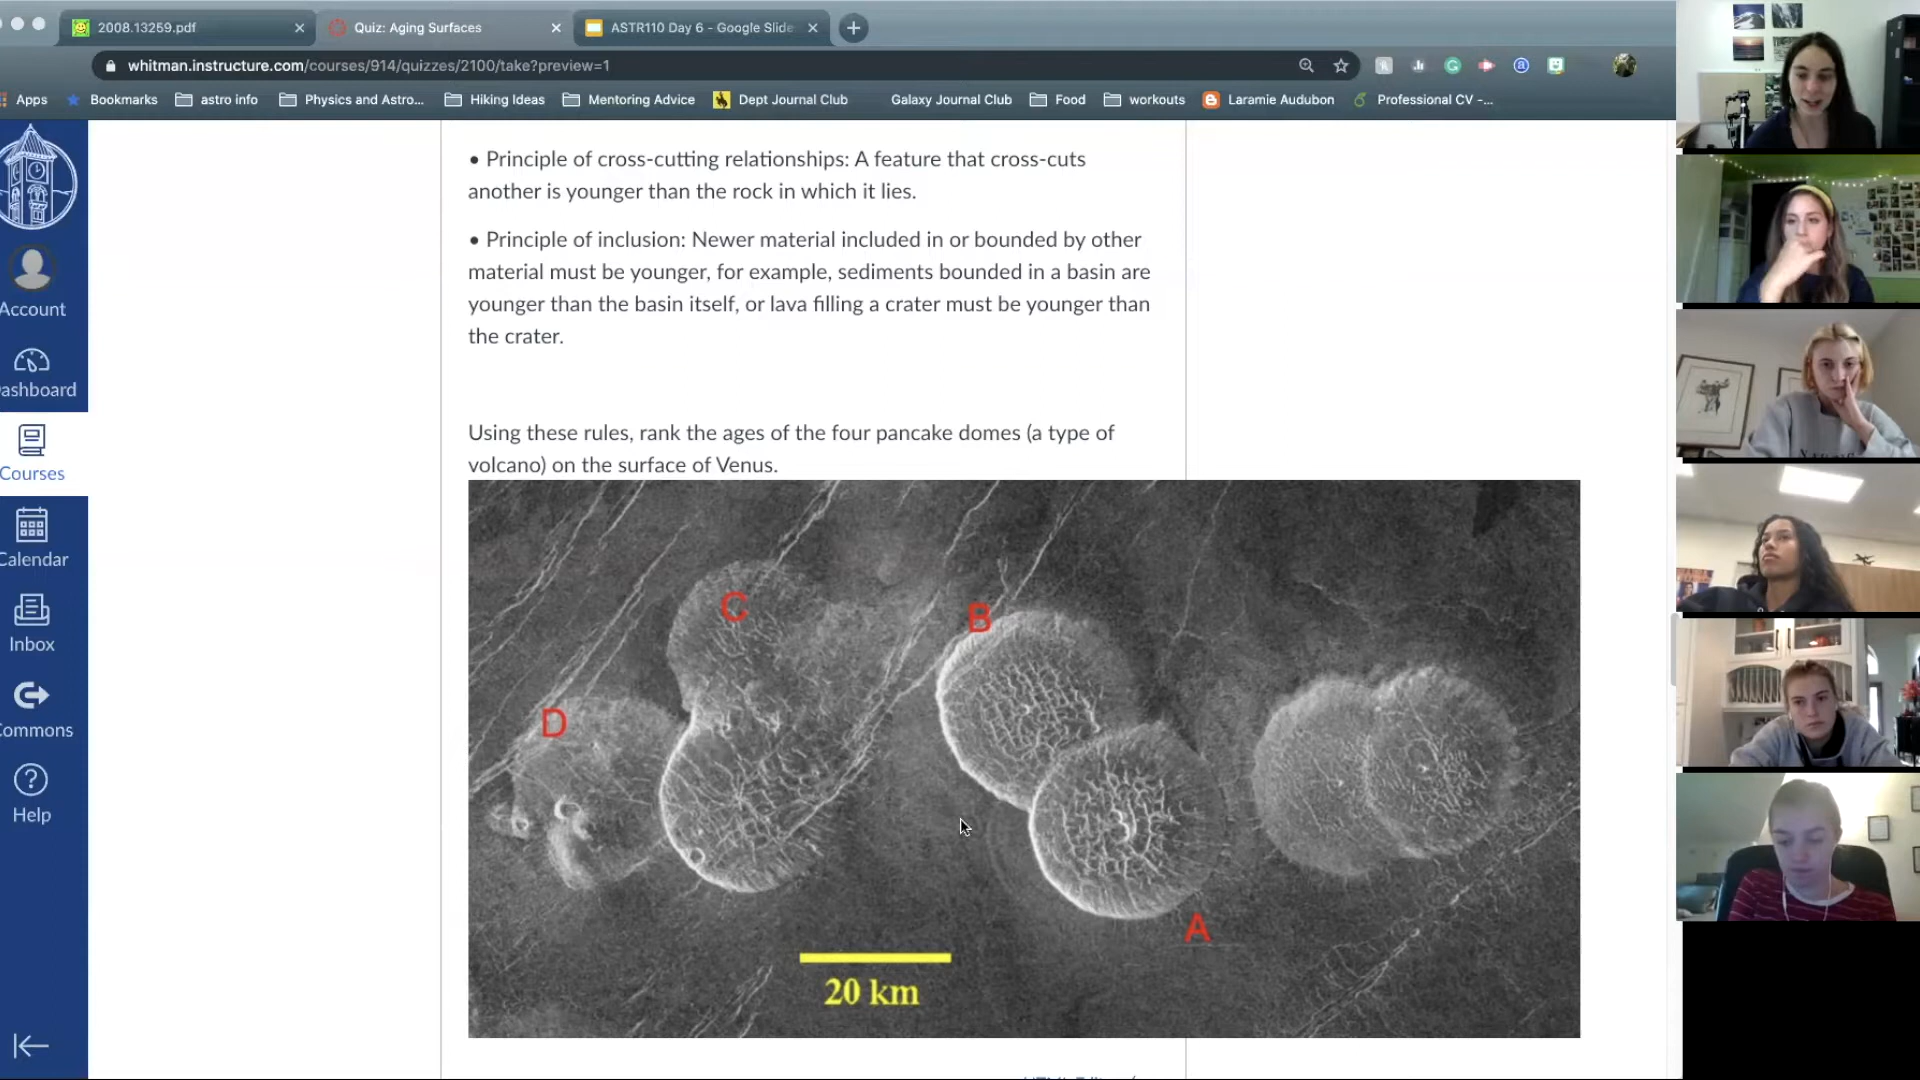 2008.13259.pdf
Quiz: Aging Surfaces
ASTR110 Day 6 - Google Slide
whitman.instructure.com/courses/914/quizzes/2100/take?preview=1
Apps
Bookmarks
astro info
Physics and Astro...
Hiking Ideas
Mentoring Advice
Dept Journal Club
Galaxy Journal Club
Food
workouts
Laramie Audubon
Professional CV -...
Account
ashboard
Courses
Calendar
Inbox
ommons
Help
• Principle of cross-cutting relationships: A feature that cross-cuts
another is younger than the rock in which it lies.
• Principle of inclusion: Newer material included in or bounded by other
material must be younger, for example, sediments bounded in a basin are
younger than the basin itself, or lava filling a crater must be younger than
the crater.
Using these rules, rank the ages of the four pancake domes (a type of
volcano) on the surface of Venus.
C
B
D
A
20 km